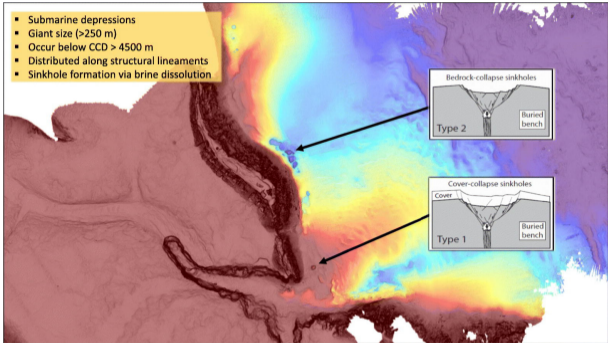 ▪ Submarine depressions
▪ Giant size (>250 m)
▪ Occur below CCD > 4500 m
▪ Distributed along structural lineaments
▪ Sinkhole formation via brine dissolution
Bedrock-collapse sinkholes
Type 2
Buried
bench
Cover-collapse sinkholes
Cover
Type 1
Buried
bench